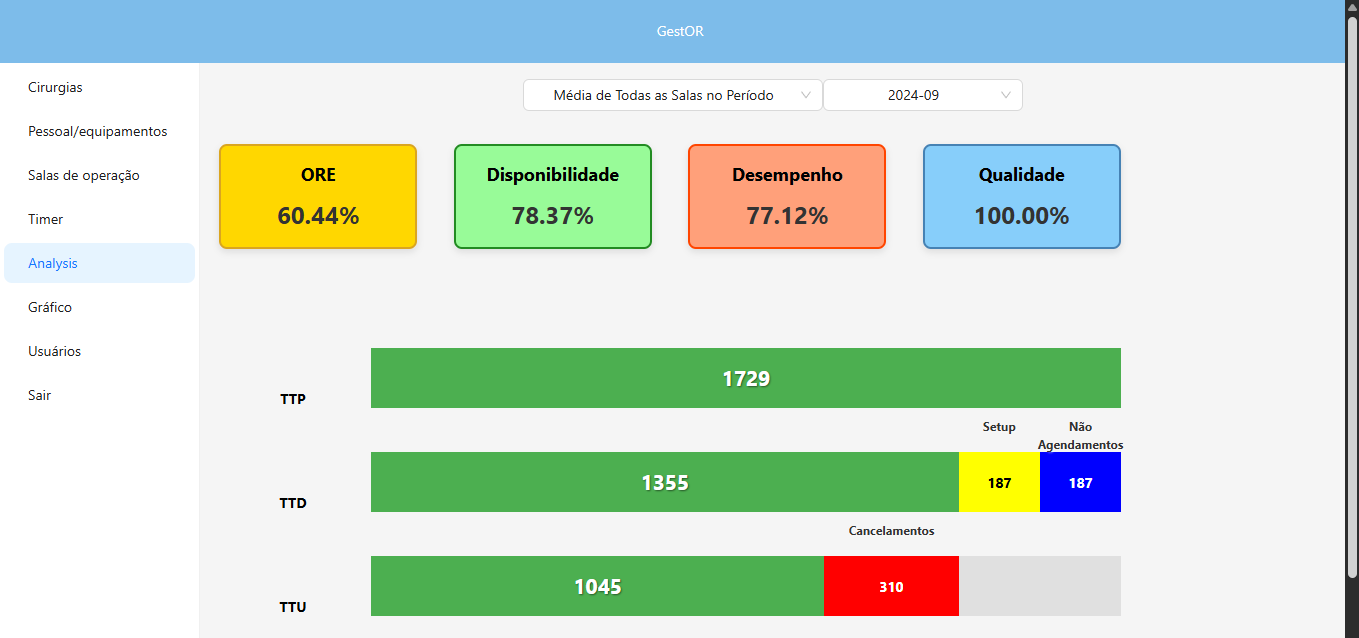 GestOR
Cirurgias
Pessoal/equipamentos
Salas de operação
Timer
Analysis
Gráfico
Usuários
Sair
Média de Todas as Salas no Período
2024-09
ORE
60.44%
Disponibilidade
78.37%
Desempenho
77.12%
Qualidade
100.00%
TTP
1729
Setup
Não
Agendamentos
TTD
1355
187
187
Cancelamentos
TTU
1045
310